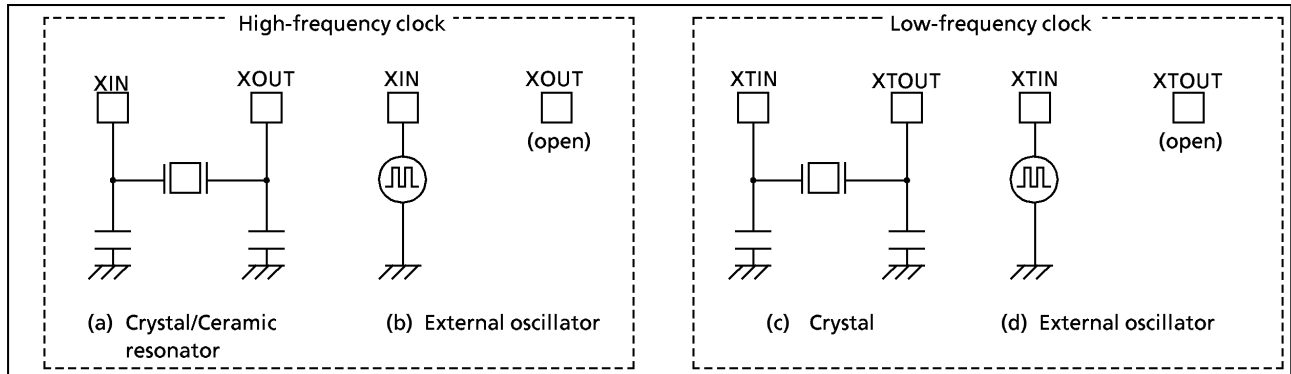 High-frequency clock
XIN
XOUT
XIN
XOUT
(open)
(a) Crystal/Ceramic
resonator
(b) External oscillator
Low-frequency clock
XTIN
XTOUT
XTIN
XTOUT
(open)
(c) Crystal
(d) External oscillator